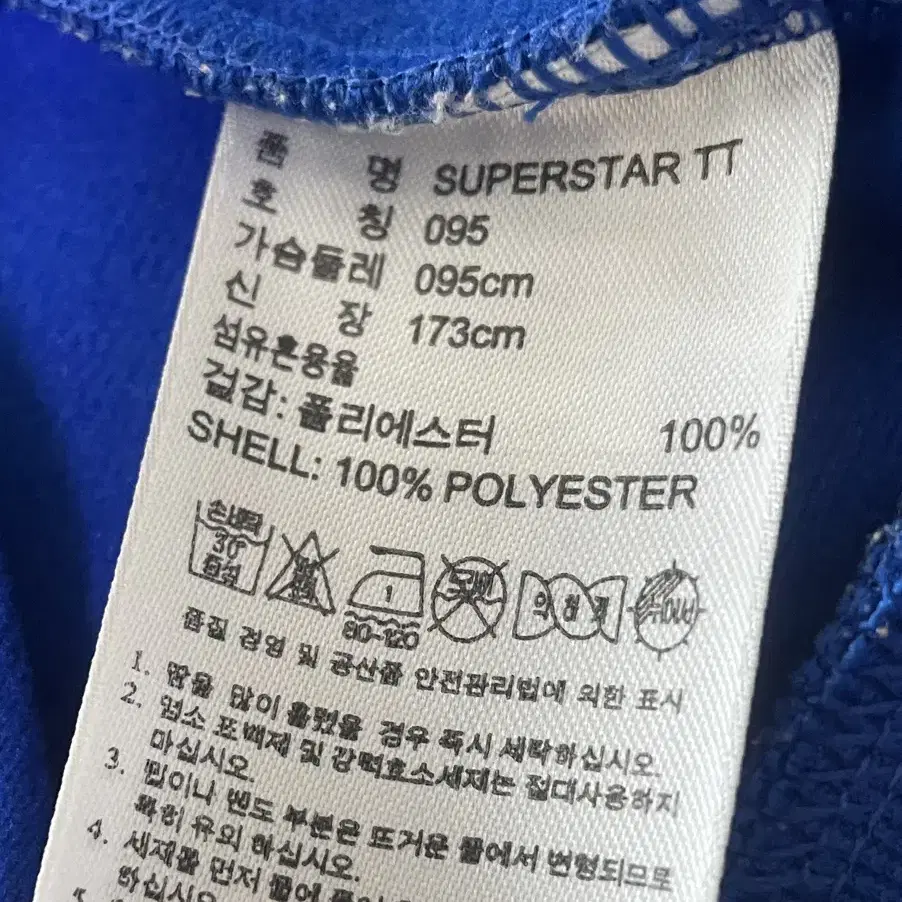 품 명 SUPERSTAR TT
호 칭 095
가슴둘레 095cm
신 장 173cm
섬유혼용율
겉감: 폴리에스터 100%
SHELL: 100% POLYESTER
손세탁
30°
중성
1
80-120
드라이
약하게
품질 경영 및 공산품 안전관리법에 의한 표시
1. 땀을 많이 흘렸을 경우 즉시 세탁하십시오.
2. 염소 표백제 및 강력효소세제는 절대사용하지
마십시오.
3. 립이나 밴드 부분은 뜨거운 물에서 변형되므로
특히 유의 하십시오.
4. 세제를 먼저 물에
하십시오.